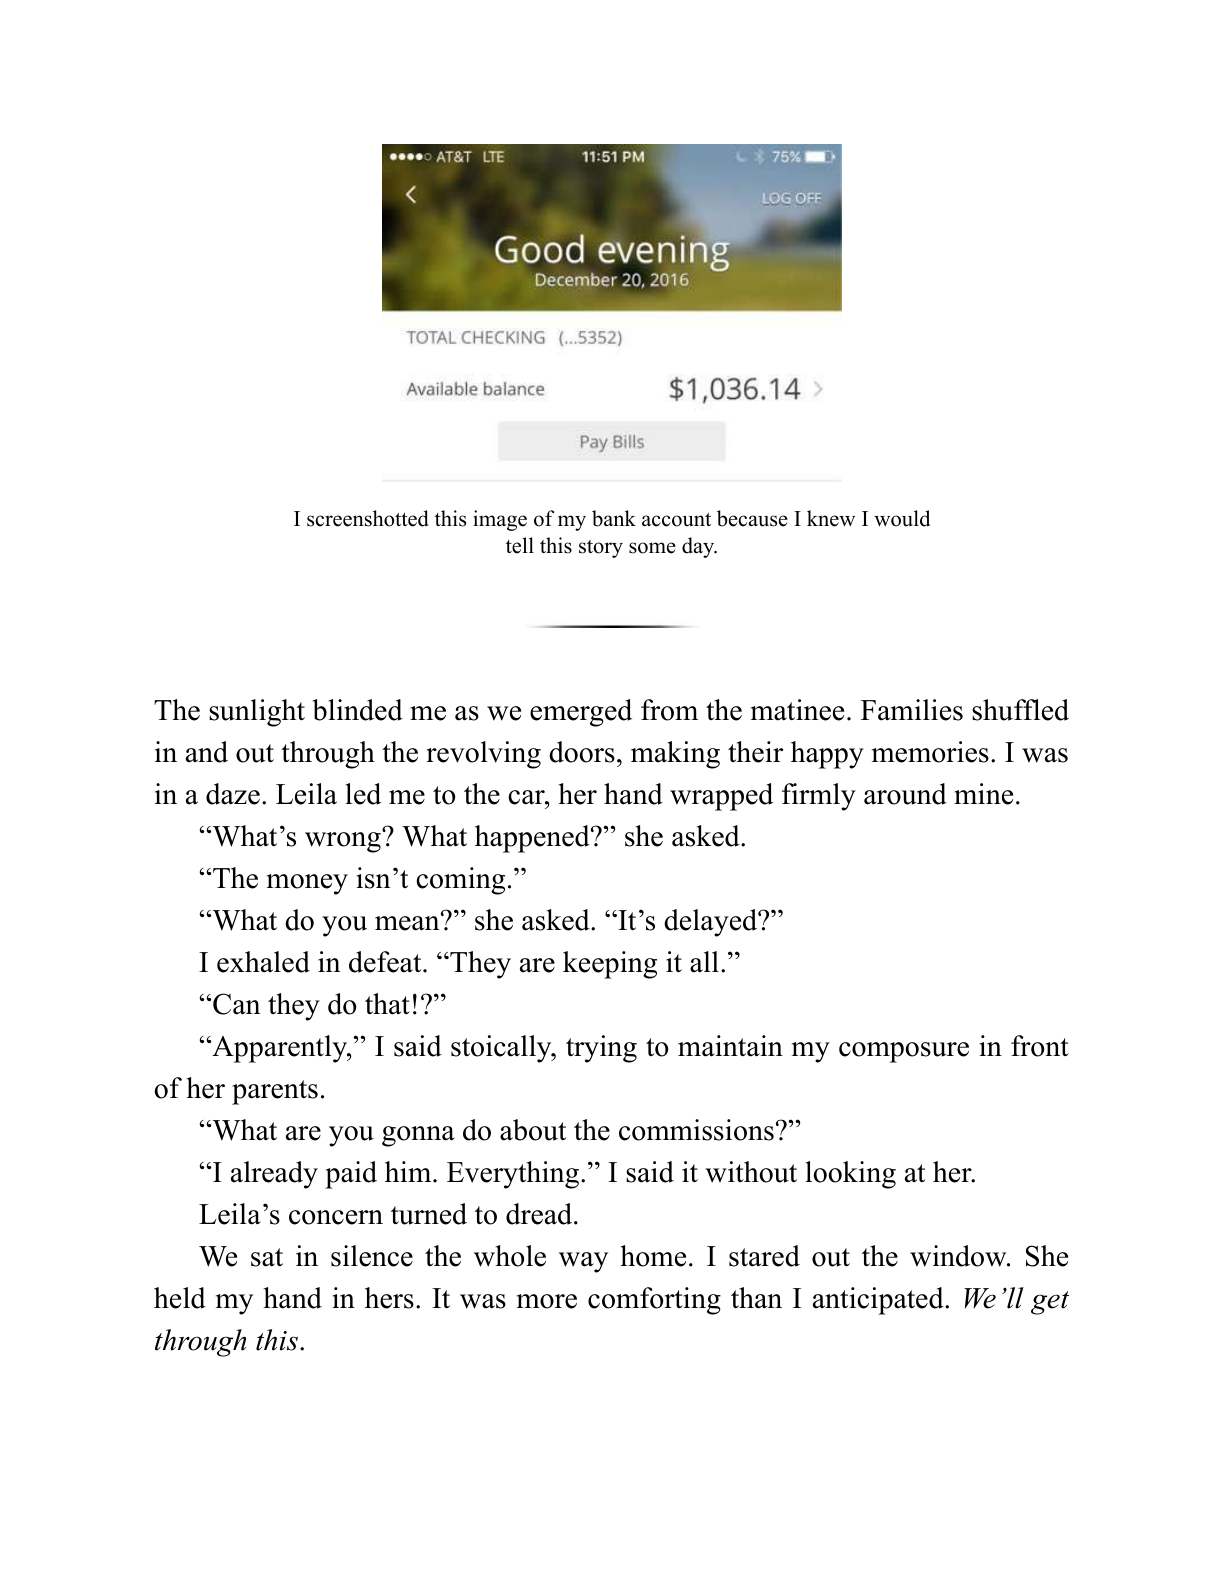 ●●●●○ AT&T LTE 11:51 PM 75%
LOG OFF
Good evening
December 20, 2016
TOTAL CHECKING (...5352)
Available balance $1,036.14
Pay Bills
I screenshotted this image of my bank account because I knew I would
tell this story some day.
The sunlight blinded me as we emerged from the matinee. Families shuffled
in and out through the revolving doors, making their happy memories. I was
in a daze. Leila led me to the car, her hand wrapped firmly around mine.
“What’s wrong? What happened?” she asked.
“The money isn’t coming.”
“What do you mean?” she asked. “It’s delayed?”
I exhaled in defeat. “They are keeping it all.”
“Can they do that!?”
“Apparently,” I said stoically, trying to maintain my composure in front
of her parents.
“What are you gonna do about the commissions?”
“I already paid him. Everything.” I said it without looking at her.
Leila’s concern turned to dread.
We sat in silence the whole way home. I stared out the window. She
held my hand in hers. It was more comforting than I anticipated. We’ll get
through this.